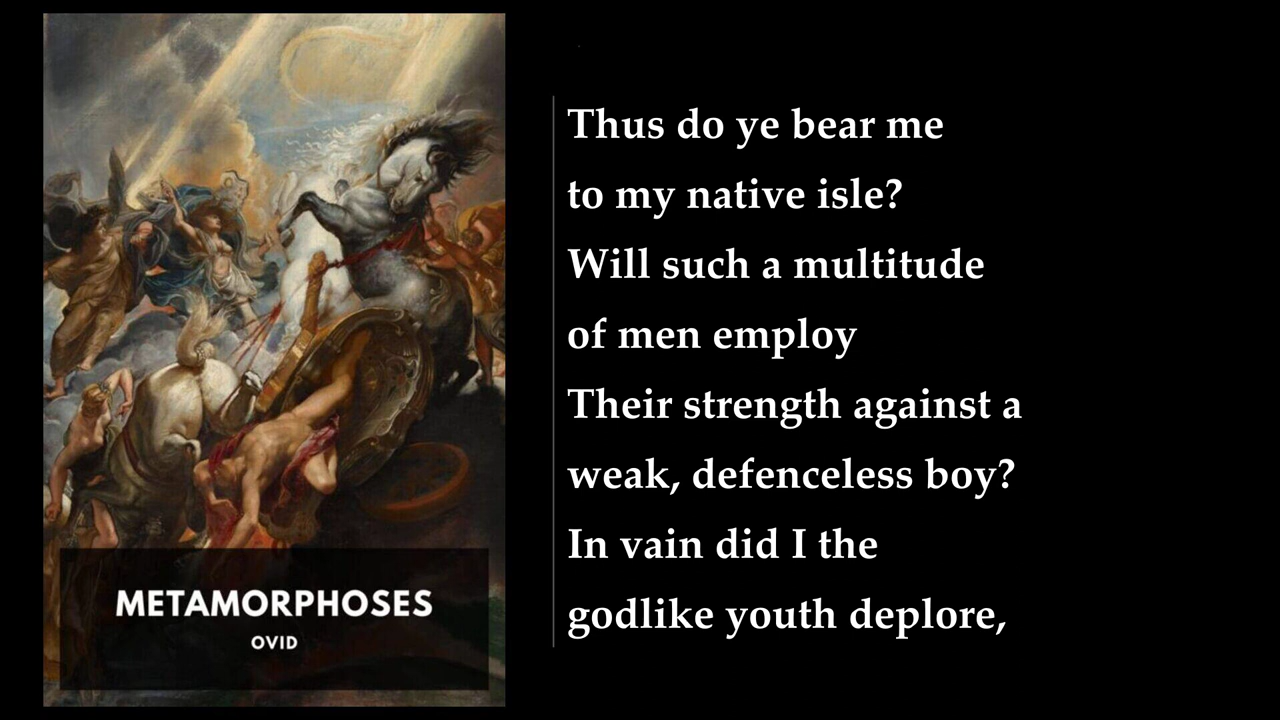 METAMORPHOSES
OVID
Thus do ye bear me
to my native isle?
Will such a multitude
of men employ
Their strength against a
weak, defenceless boy?
In vain did I the
godlike youth deplore,